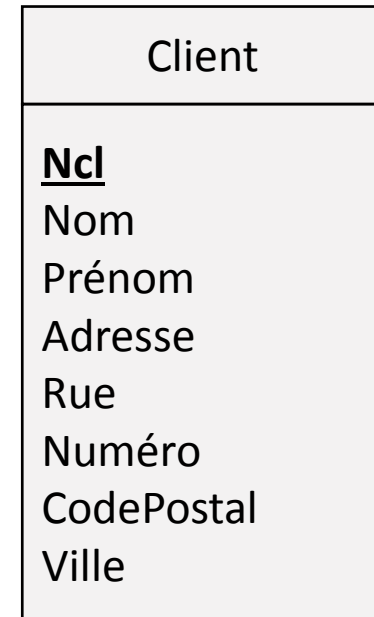 Client
Ncl
Nom
Prénom
Adresse
Rue
Numéro
CodePostal
Ville